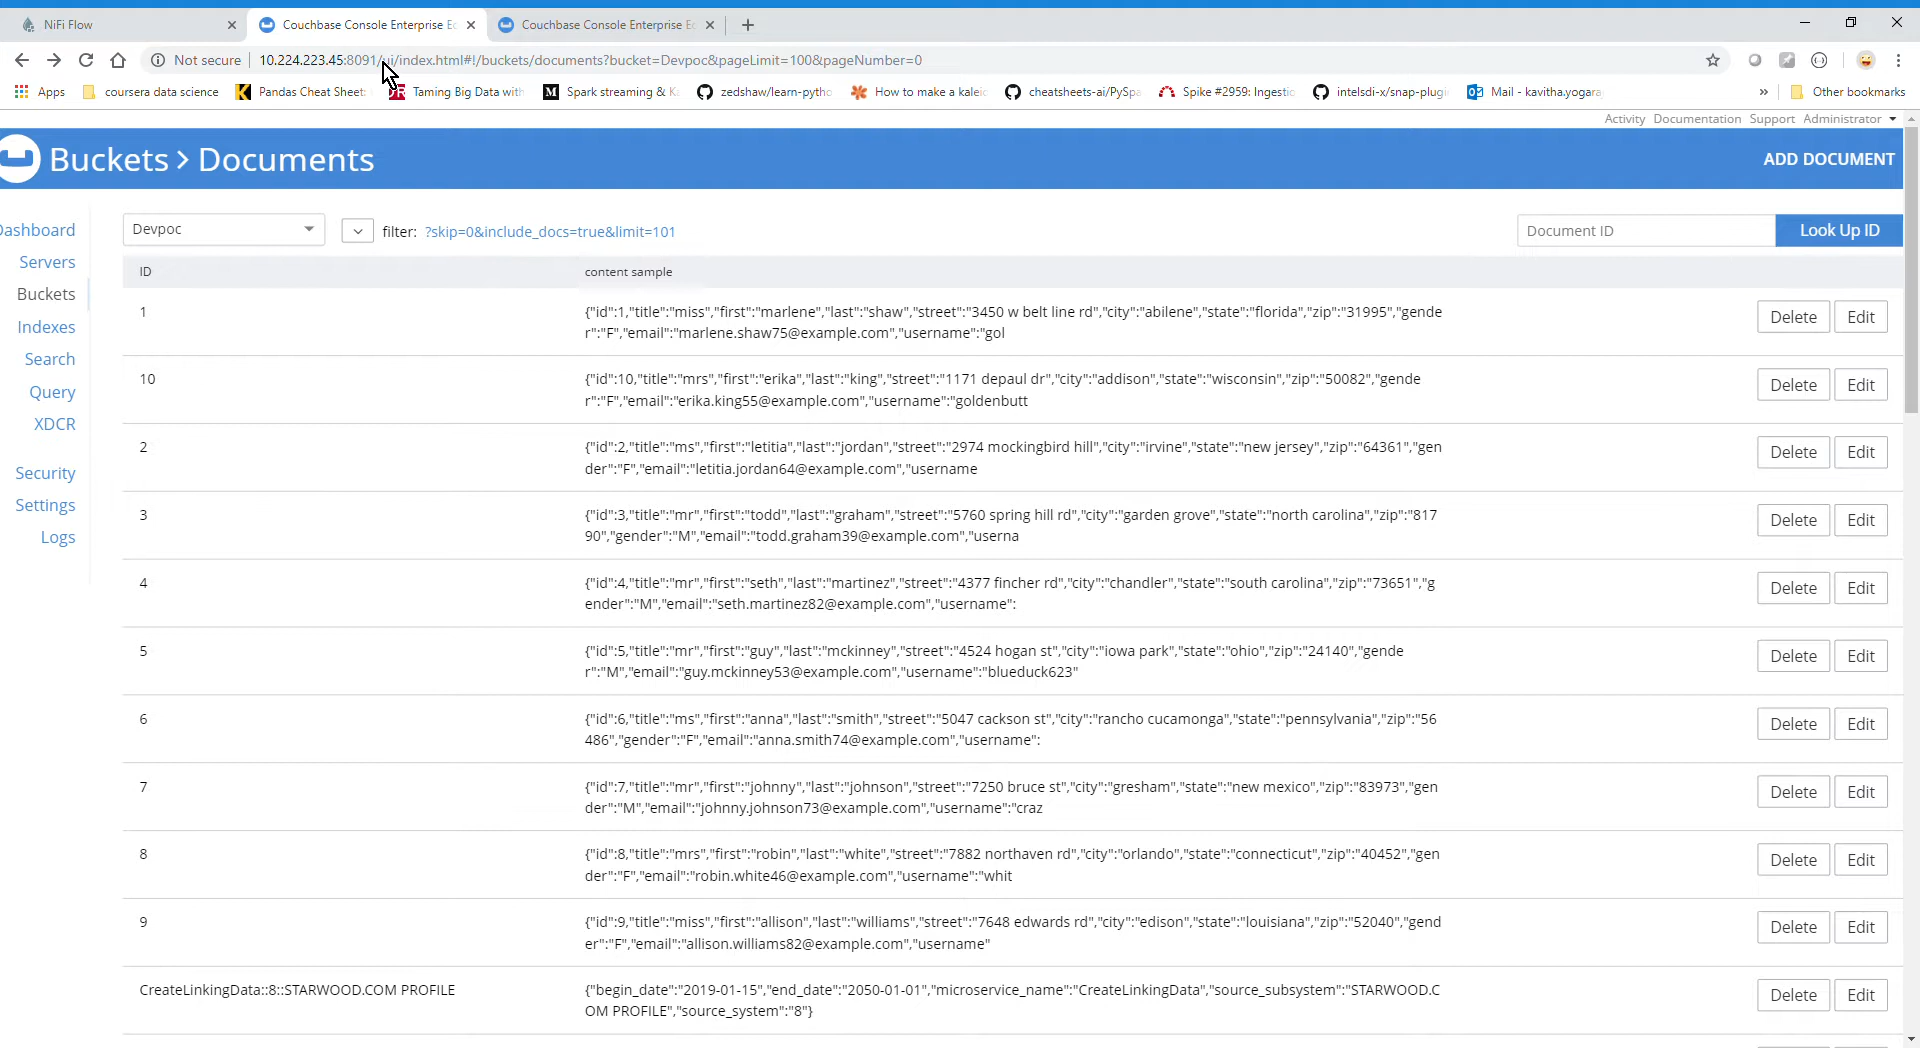 NiFi Flow
Couchbase Console Enterprise Ec
Couchbase Console Enterprise Ec
Not secure
10.224.223.45:8091/ui/index.html#!/buckets/documents?bucket=Devpoc&pageLimit=100&pageNumber=0
Apps
coursera data science
Pandas Cheat Sheet:
Taming Big Data with
Spark streaming & Ka
zedshaw/learn-pytho
How to make a kalei
cheatsheets-ai/PySpa
Spike #2959: Ingesti
intelsdi-x/snap-plugi
Mail - kavitha.yogara
»
Other bookmarks
Activity
Documentation
Support
Administrator
Buckets > Documents
ADD DOCUMENT
Dashboard
Servers
Buckets
Indexes
Search
Query
XDCR
Security
Settings
Logs
Devpoc
filter: ?skip=0&include_docs=true&limit=101
Document ID
Look Up ID
ID
content sample
1
{"id":1,"title":"miss","first":"marlene","last":"shaw","street":"3450 w belt line rd","city":"abilene","state":"florida","zip":"31995","gende
r":"F","email":"marlene.shaw75@example.com","username":"gol
Delete
Edit
10
{"id":10,"title":"mrs","first":"erika","last":"king","street":"1171 depaul dr","city":"addison","state":"wisconsin","zip":"50082","gende
r":"F","email":"erika.king55@example.com","username":"goldenbutt
Delete
Edit
2
{"id":2,"title":"ms","first":"letitia","last":"jordan","street":"2974 mockingbird hill","city":"irvine","state":"new jersey","zip":"64361","gen
der":"F","email":"letitia.jordan64@example.com","username
Delete
Edit
3
{"id":3,"title":"mr","first":"todd","last":"graham","street":"5760 spring hill rd","city":"garden grove","state":"north carolina","zip":"817
90","gender":"M","email":"todd.graham39@example.com","userna
Delete
Edit
4
{"id":4,"title":"mr","first":"seth","last":"martinez","street":"4377 fincher rd","city":"chandler","state":"south carolina","zip":"73651","g
ender":"M","email":"seth.martinez82@example.com","username":
Delete
Edit
5
{"id":5,"title":"mr","first":"guy","last":"mckinney","street":"4524 hogan st","city":"iowa park","state":"ohio","zip":"24140","gende
r":"M","email":"guy.mckinney53@example.com","username":"blueduck623"
Delete
Edit
6
{"id":6,"title":"ms","first":"anna","last":"smith","street":"5047 cackson st","city":"rancho cucamonga","state":"pennsylvania","zip":"56
486","gender":"F","email":"anna.smith74@example.com","username":
Delete
Edit
7
{"id":7,"title":"mr","first":"johnny","last":"johnson","street":"7250 bruce st","city":"gresham","state":"new mexico","zip":"83973","gen
der":"M","email":"johnny.johnson73@example.com","username":"craz
Delete
Edit
8
{"id":8,"title":"mrs","first":"robin","last":"white","street":"7882 northaven rd","city":"orlando","state":"connecticut","zip":"40452","gen
der":"F","email":"robin.white46@example.com","username":"whit
Delete
Edit
9
{"id":9,"title":"miss","first":"allison","last":"williams","street":"7648 edwards rd","city":"edison","state":"louisiana","zip":"52040","gend
er":"F","email":"allison.williams82@example.com","username"
Delete
Edit
CreateLinkingData::8::STARWOOD.COM PROFILE
{"begin_date":"2019-01-15","end_date":"2050-01-01","microservice_name":"CreateLinkingData","source_subsystem":"STARWOOD.C
OM PROFILE","source_system":"8"}
Delete
Edit